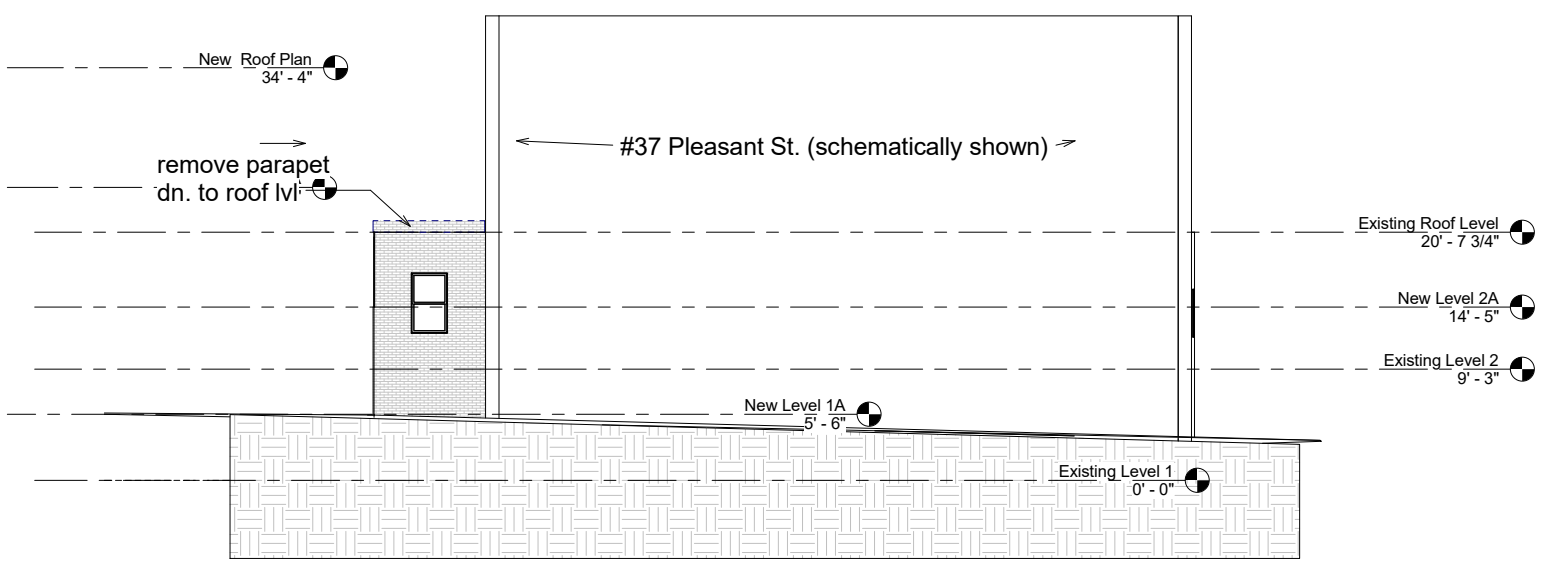 New Roof Plan
34' - 4"
#37 Pleasant St. (schematically shown)
remove parapet
dn. to roof lvl
Existing Roof Level
20' - 7 3/4"
New Level 2A
14' - 5"
Existing Level 2
9' - 3"
New Level 1A
5' - 6"
Existing Level 1
0' - 0"